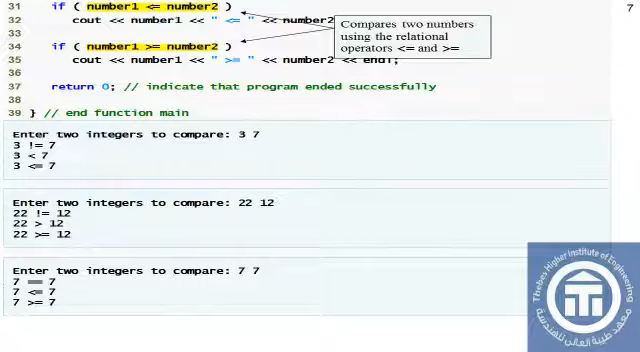 7
31 if ( number1 <= number2 )
32 cout << number1 << " <= " << number2
Compares two numbers
using the relational
operators <= and >=
33
34 if ( number1 >= number2 )
35 cout << number1 << " >= " << number2 << endl;
36
37 return 0; // indicate that program ended successfully
38
39 } // end function main
Enter two integers to compare: 3 7
3 != 7
3 < 7
3 <= 7
Enter two integers to compare: 22 12
22 != 12
22 > 12
22 >= 12
Enter two integers to compare: 7 7
7 == 7
7 <= 7
7 >= 7
Thebes Higher Institute of Engineering
معهد طيبة العالى للهندسة